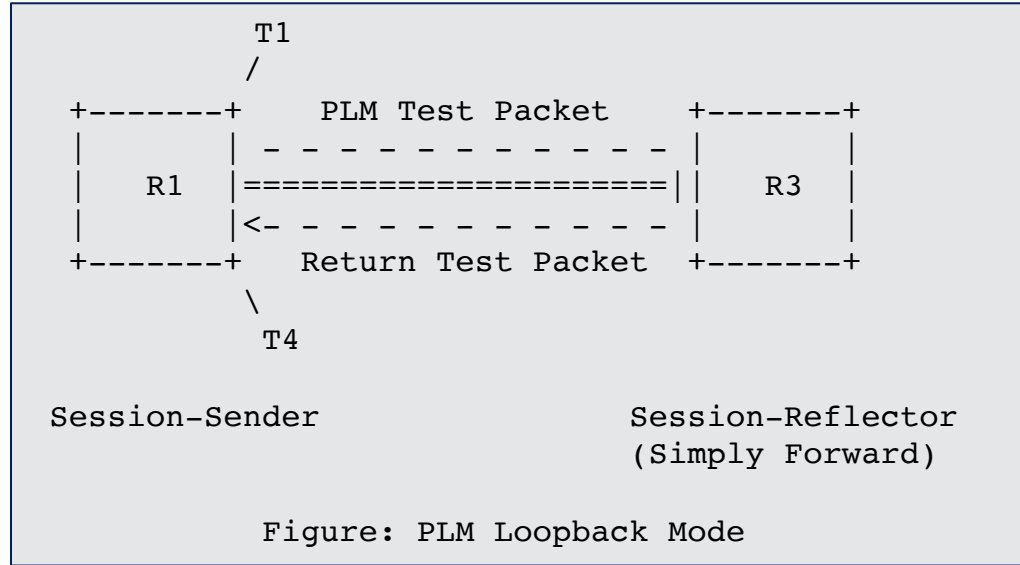 T1
/
+-------+ PLM Test Packet +-------+
| | - - - - - - - - - - - | |
| R1 |======================|| R3 |
| |<- - - - - - - - - - - | |
+-------+ Return Test Packet +-------+
\
T4
Session-Sender Session-Reflector
(Simply Forward)
Figure: PLM Loopback Mode